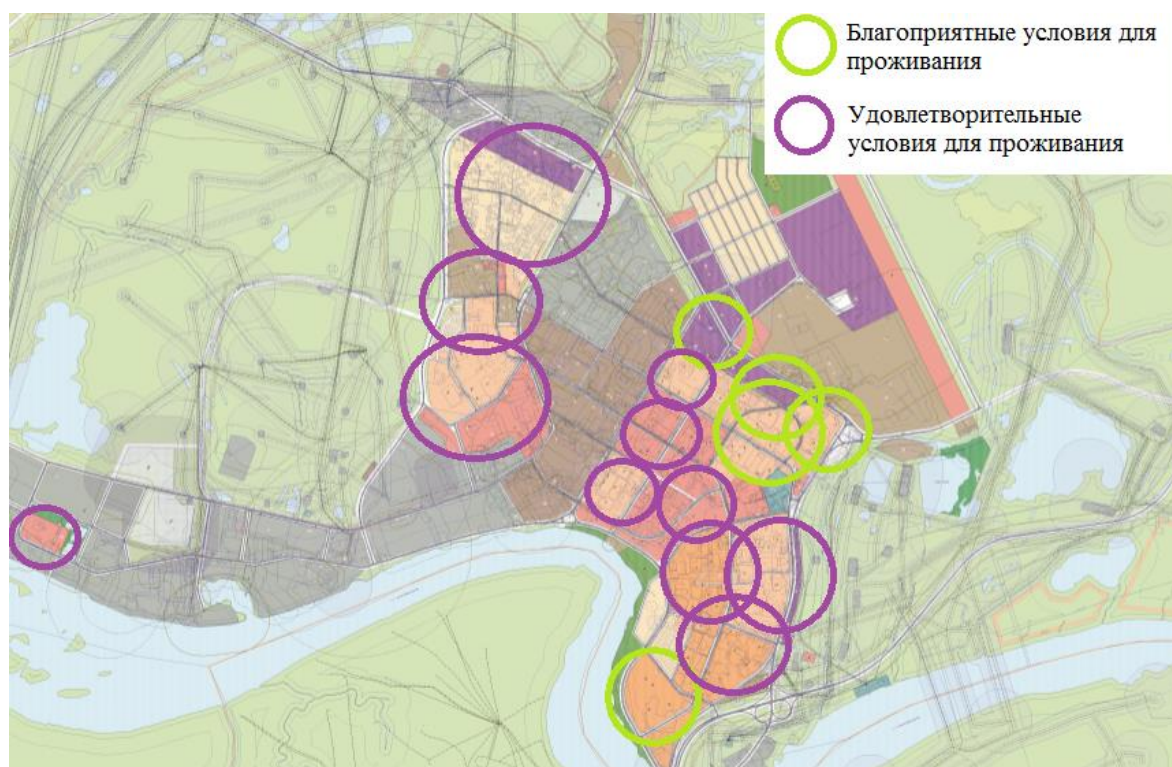 Благоприятные условия для
проживания
Удовлетворительные
условия для проживания